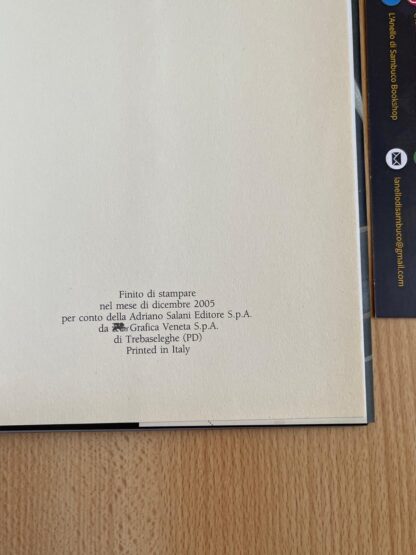 Finito di stampare
nel mese di dicembre 2005
per conto della Adriano Salani Editore S.p.A.
da Grafica Veneta S.p.A.
di Trebaseleghe (PD)
Printed in Italy
L'Anello di Sambuco Bookshop
lanellodisambuco@gmail.com